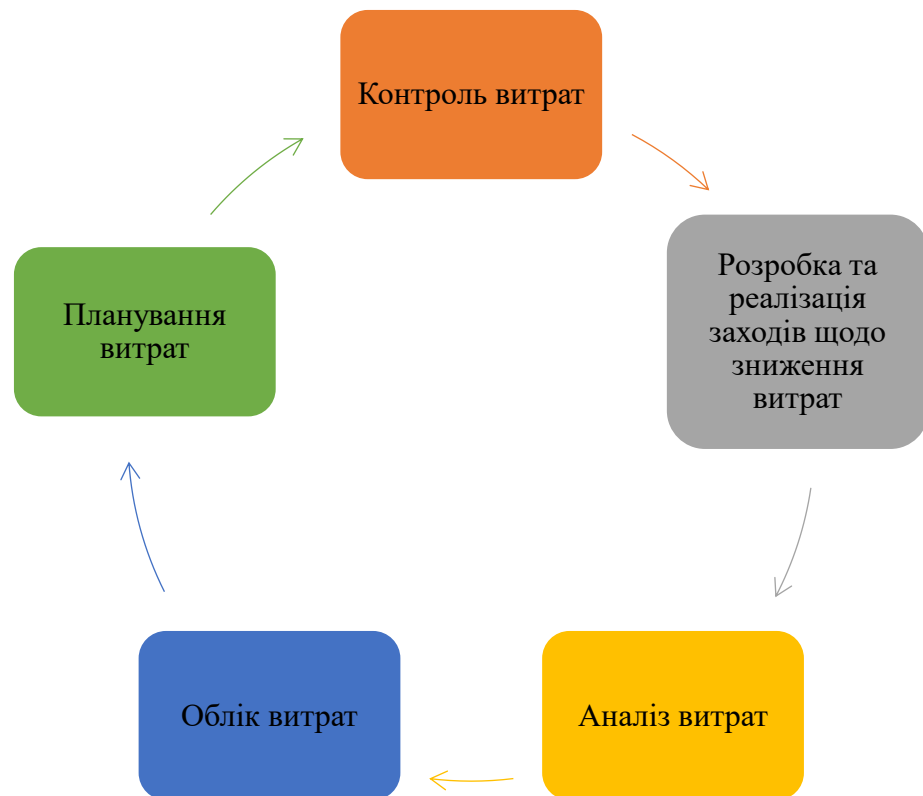 Контроль витрат
Розробка та
реалізація
заходів щодо
зниження
витрат
Планування
витрат
Облік витрат
Аналіз витрат